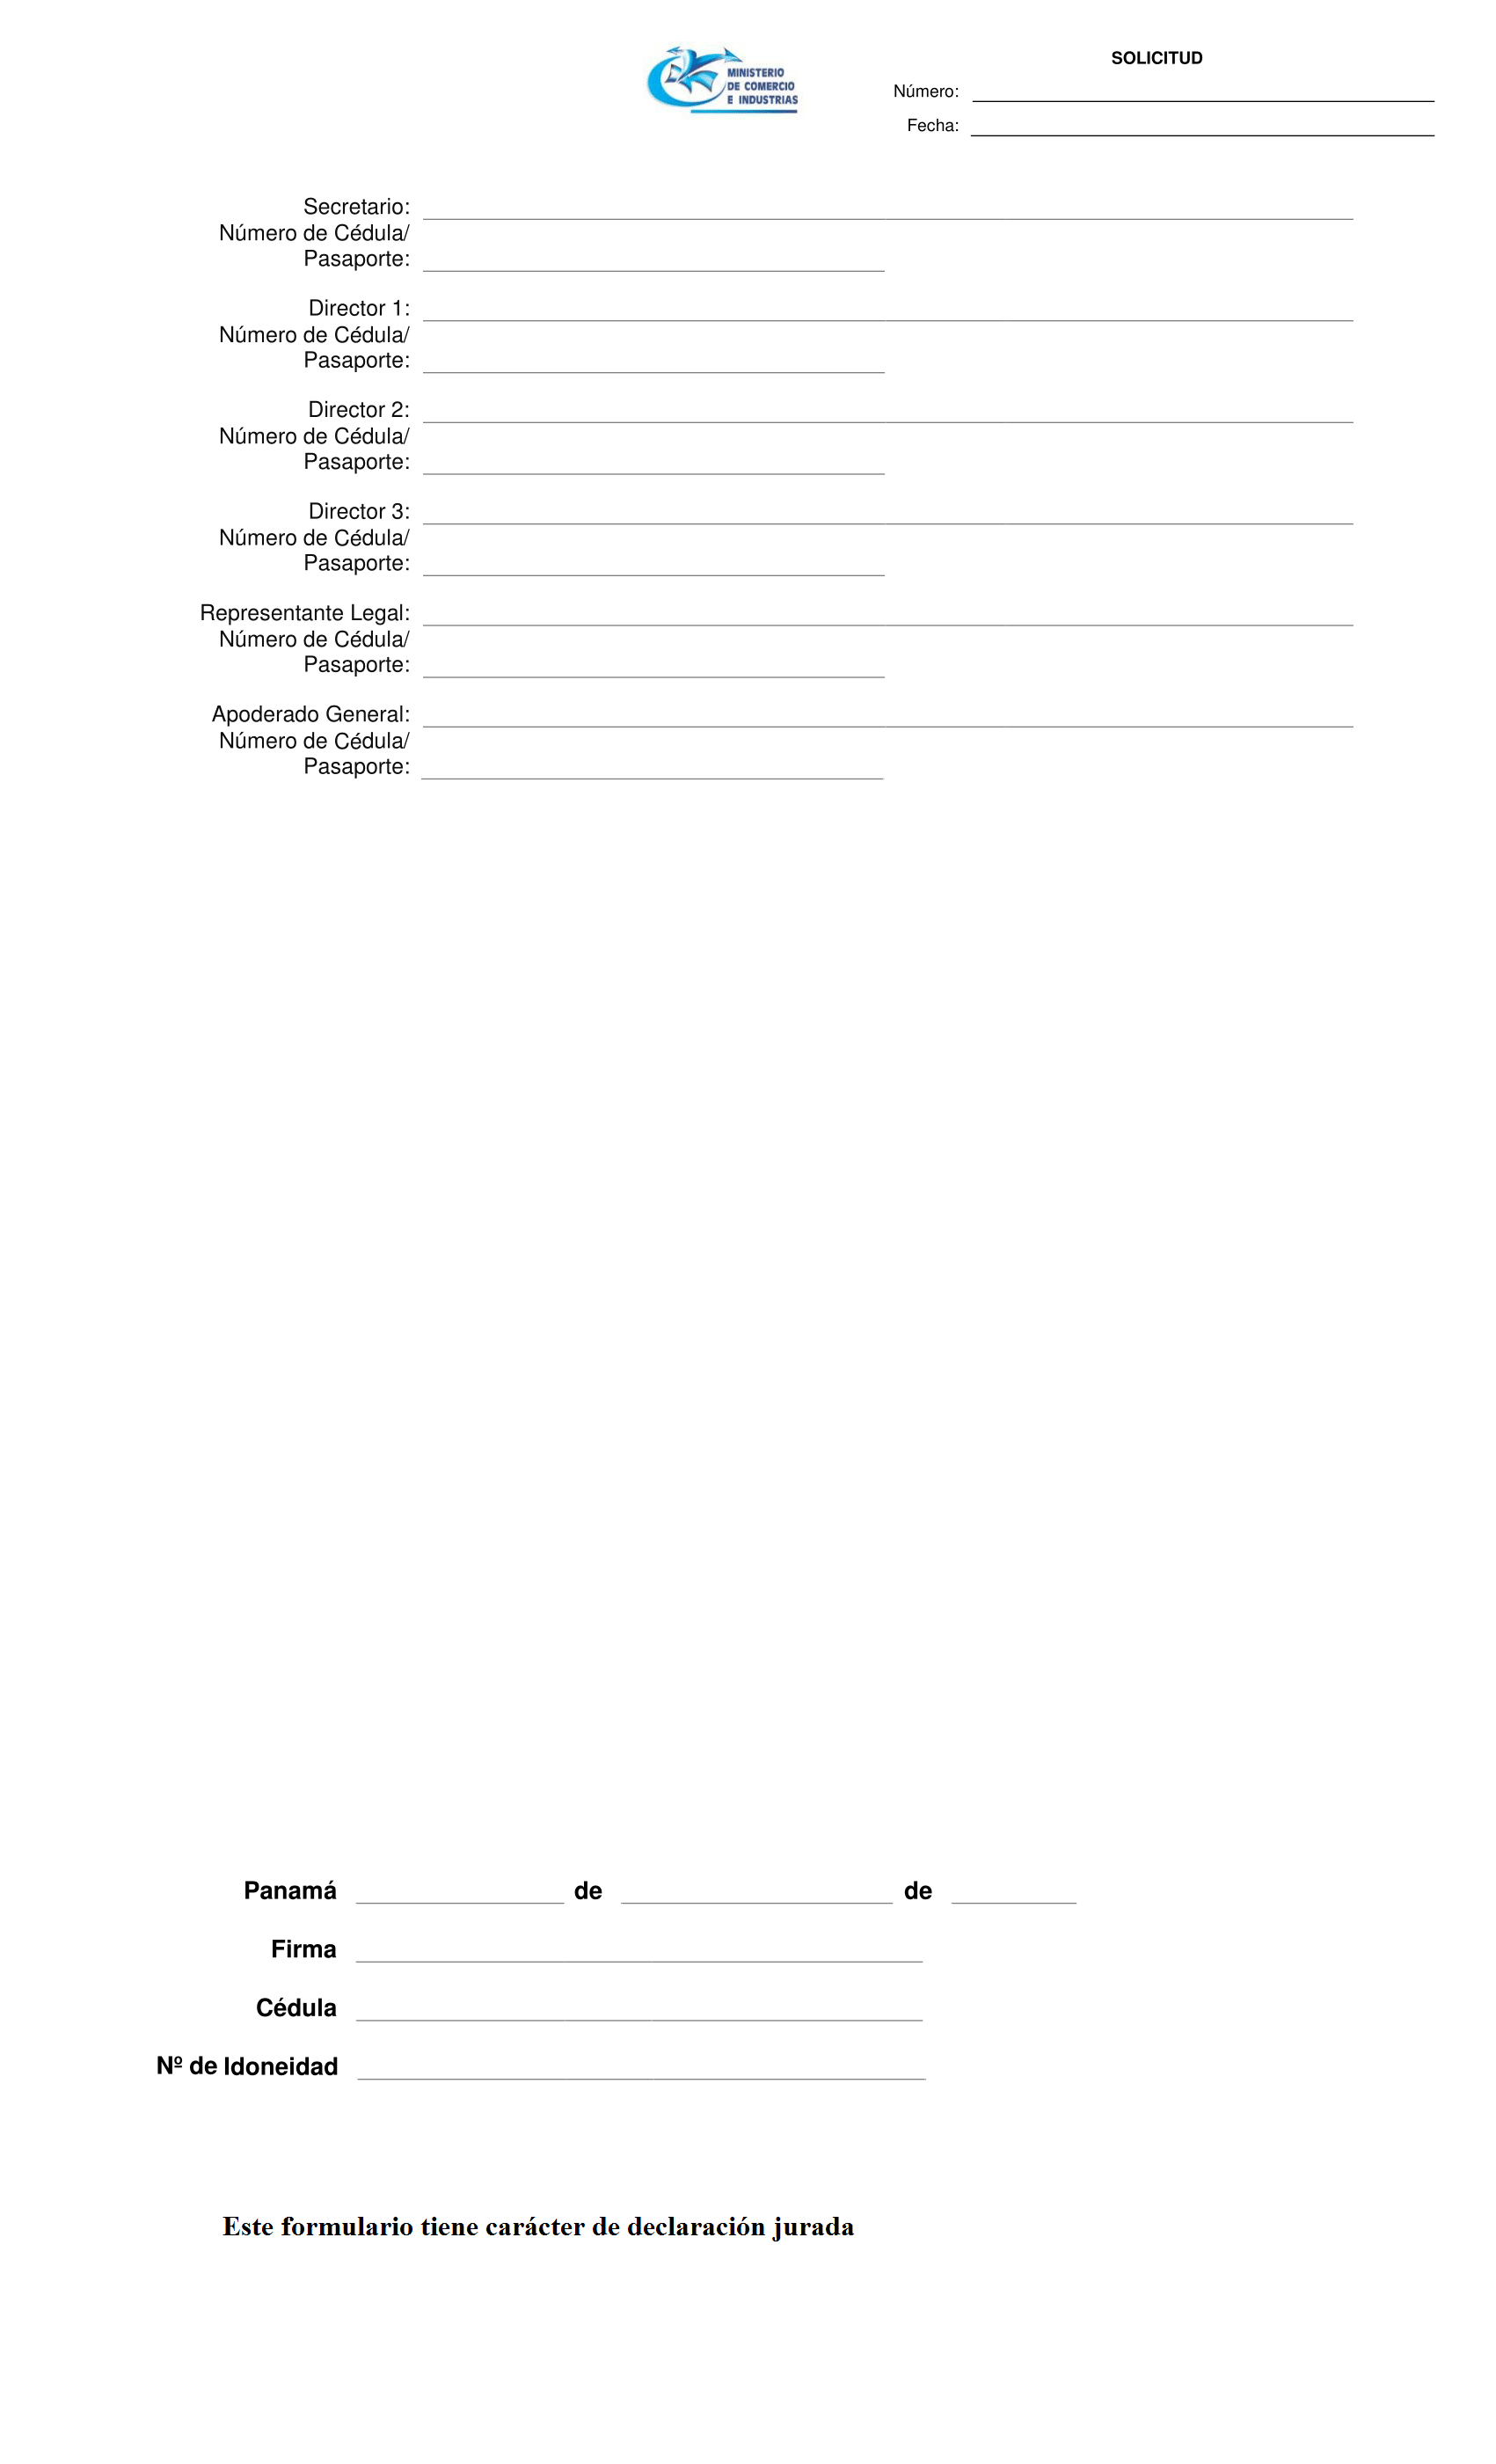 MINISTERIO
DE COMERCIO
E INDUSTRIAS
SOLICITUD
Número:
Fecha:
Secretario:
Número de Cédula/
Pasaporte:
Director 1:
Número de Cédula/
Pasaporte:
Director 2:
Número de Cédula/
Pasaporte:
Director 3:
Número de Cédula/
Pasaporte:
Representante Legal:
Número de Cédula/
Pasaporte:
Apoderado General:
Número de Cédula/
Pasaporte:
Panamá de de
Firma
Cédula
Nº de Idoneidad
Este formulario tiene carácter de declaración jurada